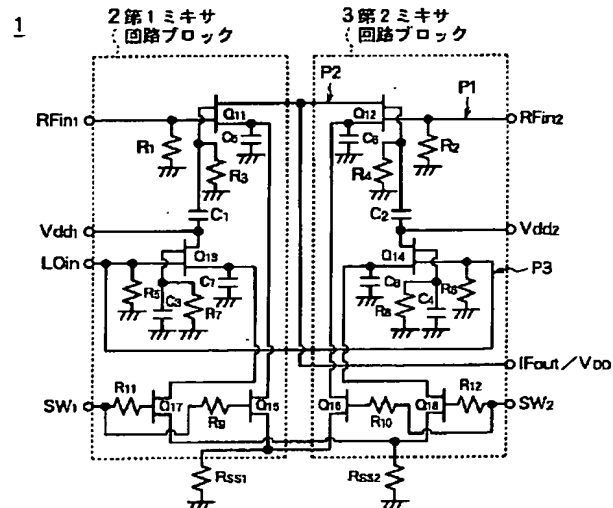 1
2 第1ミキサ
回路ブロック
3 第2ミキサ
回路ブロック
P2
P1
RFin1
Q11
Q12
RFin2
R1
C5
C6
R2
R3
R4
C1
C2
Vdd1
Vdd2
LOin
Q13
Q14
R5
C3
R7
C7
C8
R8
C4
R6
P3
IFout/VDD
SW1
R11
Q17
R9
Q15
Q16
R10
Q18
R12
SW2
RSS1
RSS2